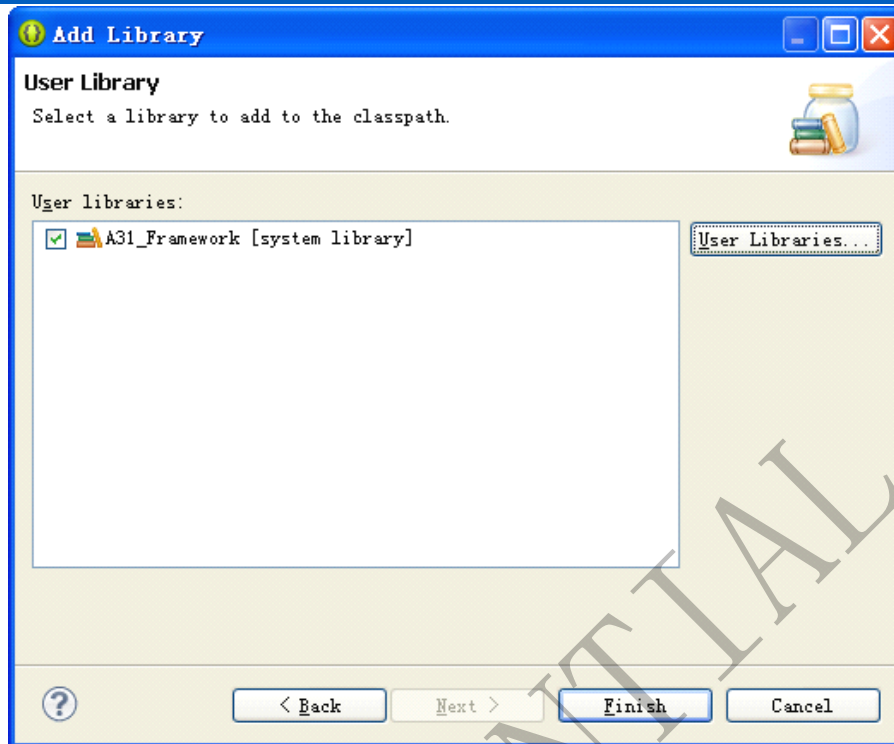 Add Library
User Library
Select a library to add to the classpath.
User libraries:
A31_Framework [system library]
User Libraries...
NTIAL
? < Back Next > Finish Cancel